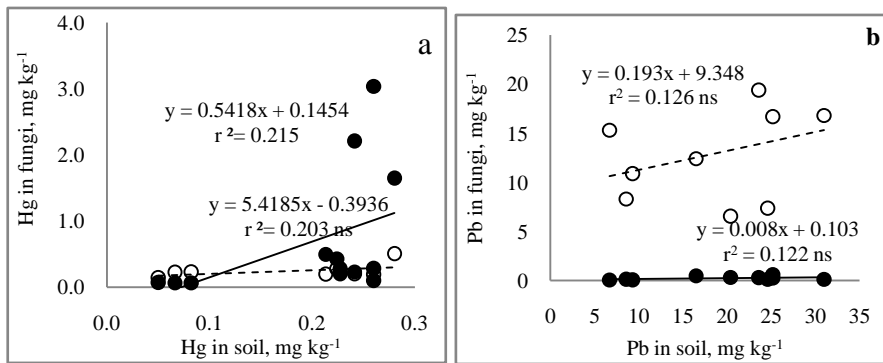 a
4.0
3.0
2.0
1.0
0.0
Hg in fungi, mg kg-1
y = 0.5418x + 0.1454
r ²= 0.215
y = 5.4185x - 0.3936
r ²= 0.203 ns
0.0 0.1 0.2 0.3
Hg in soil, mg kg-1
b
25
20
15
10
5
0
Pb in fungi, mg kg-1
y = 0.193x + 9.348
r² = 0.126 ns
y = 0.008x + 0.103
r² = 0.122 ns
0 5 10 15 20 25 30 35
Pb in soil, mg kg-1